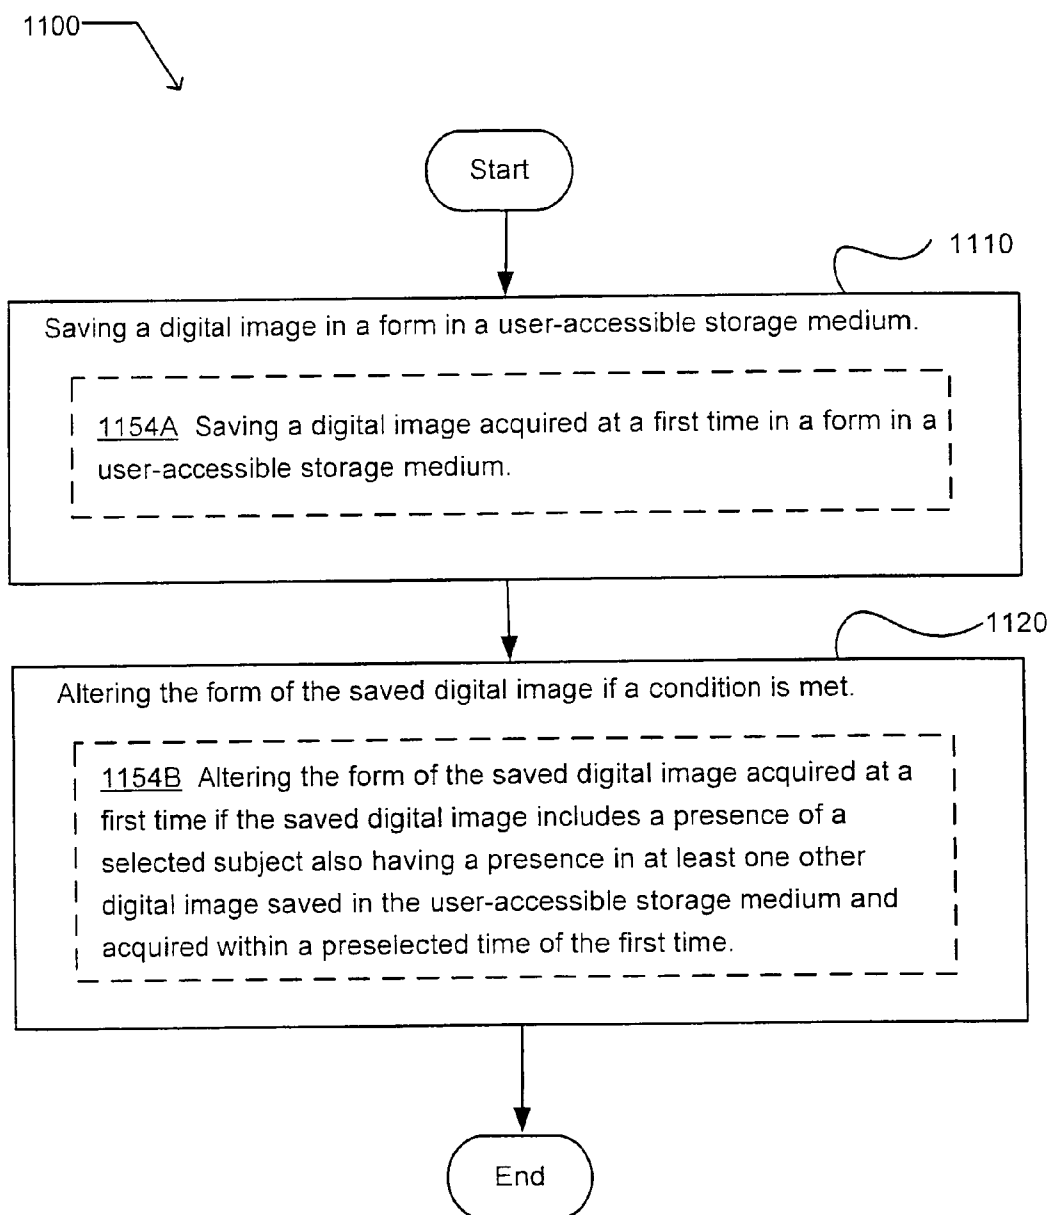 1100
Start
1110
Saving a digital image in a form in a user-accessible storage medium.
1154A Saving a digital image acquired at a first time in a form in a
user-accessible storage medium.
1120
Altering the form of the saved digital image if a condition is met.
1154B Altering the form of the saved digital image acquired at a
first time if the saved digital image includes a presence of a
selected subject also having a presence in at least one other
digital image saved in the user-accessible storage medium and
acquired within a preselected time of the first time.
End